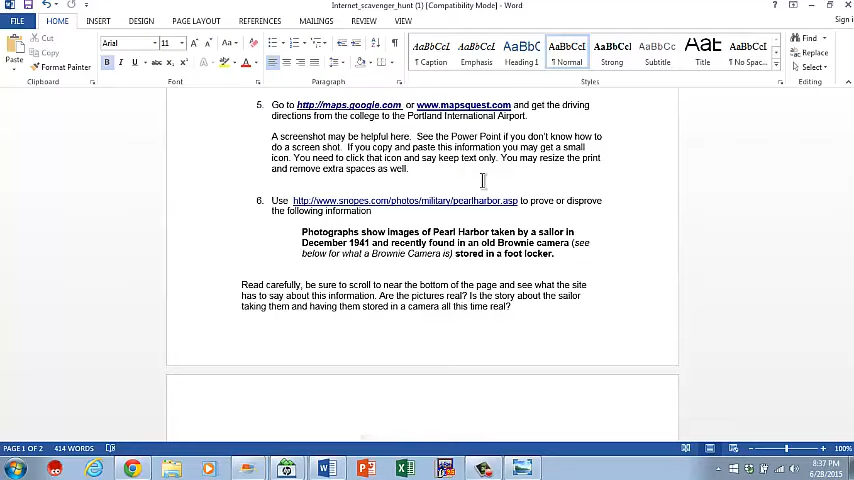 Internet_scavenger_hunt (1) [Compatibility Mode] - Word
FILE HOME INSERT DESIGN PAGE LAYOUT REFERENCES MAILINGS REVIEW VIEW Sign i
Paste
Cut
Copy
Format Painter
Arial 11
AaBbCcL AaBbCcL AaBbC AaBbCcI AaBbCcl AaBbCcI AaB AaBbCcI
¶ Caption Emphasis Heading 1 ¶ Normal Strong Subtitle Title ¶ No Spac...
Find
Replace
Select
Clipboard Font Paragraph Styles Editing
5. Go to http://maps.google.com or www.mapsquest.com and get the driving
directions from the college to the Portland International Airport.
A screenshot may be helpful here. See the Power Point if you don't know how to
do a screen shot. If you copy and paste this information you may get a small
icon. You need to click that icon and say keep text only. You may resize the print
and remove extra spaces as well.
6. Use http://www.snopes.com/photos/military/pearlharbor.asp to prove or disprove
the following information
Photographs show images of Pearl Harbor taken by a sailor in
December 1941 and recently found in an old Brownie camera (see
below for what a Brownie Camera is) stored in a foot locker.
Read carefully, be sure to scroll to near the bottom of the page and see what the site
has to say about this information. Are the pictures real? Is the story about the sailor
taking them and having them stored in a camera all this time real?
PAGE 1 OF 2 414 WORDS 100%
8:37 PM
6/28/2015